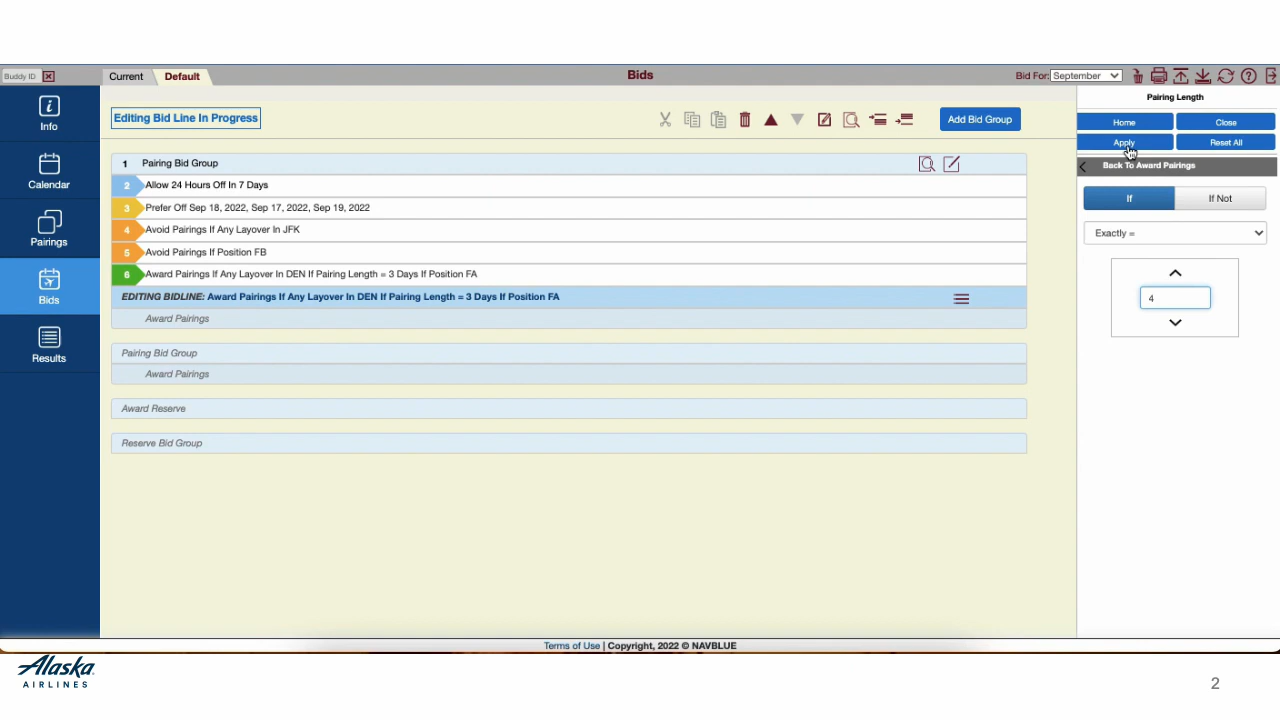 Buddy ID
Current
Default
Bids
Bid For:
September
Info
Calendar
Pairings
Bids
Results
Editing Bid Line In Progress
Add Bid Group
1 Pairing Bid Group
2 Allow 24 Hours Off In 7 Days
3 Prefer Off Sep 18, 2022, Sep 17, 2022, Sep 19, 2022
4 Avoid Pairings If Any Layover In JFK
5 Avoid Pairings If Position FB
6 Award Pairings If Any Layover In DEN If Pairing Length = 3 Days If Position FA
EDITING BIDLINE: Award Pairings If Any Layover In DEN If Pairing Length = 3 Days If Position FA
Award Pairings
Pairing Bid Group
Award Pairings
Award Reserve
Reserve Bid Group
Pairing Length
Home
Close
Apply
Reset All
Back To Award Pairings
If
If Not
Exactly =
4
Terms of Use | Copyright, 2022 © NAVBLUE
Alaska
AIRLINES
2